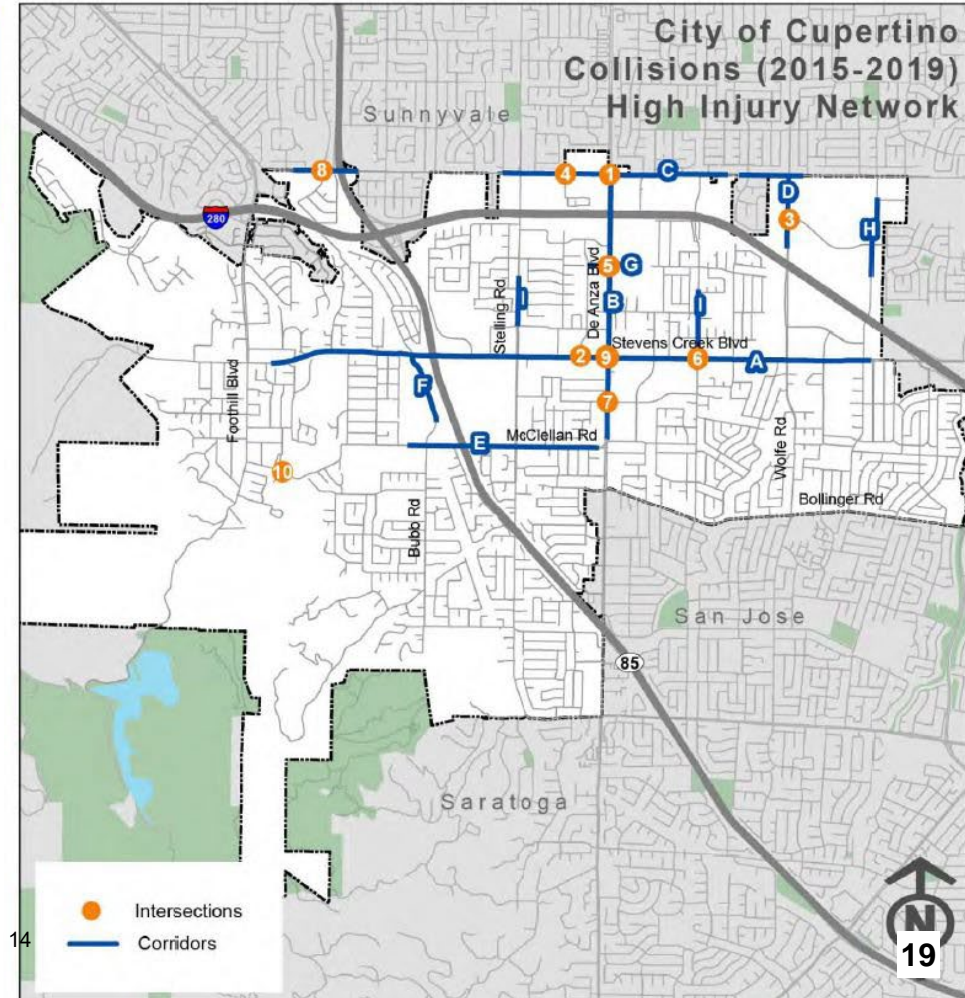 City of Cupertino
Collisions (2015-2019)
High Injury Network
Sunnyvale
8
4
1
C
D
3
H
280
5
G
I
B
I
De Anza Blvd
Stelling Rd
Stevens Creek Blvd
2
9
6
A
F
7
Foothill Blvd
E
McClellan Rd
Wolfe Rd
10
Bubb Rd
Bollinger Rd
San Jose
85
Saratoga
Intersections
Corridors
14
N
19